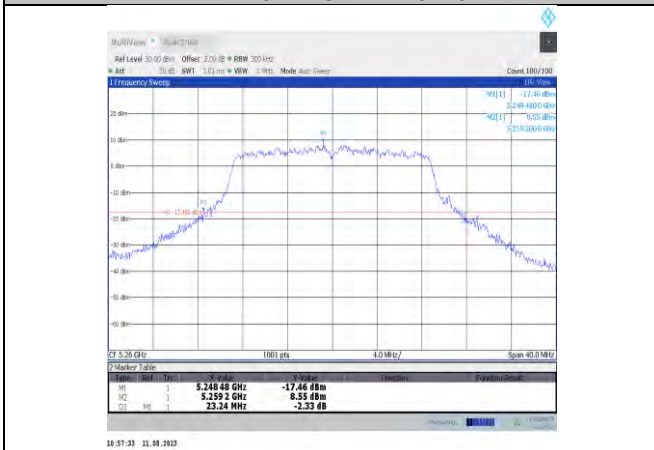 MultiView Spectrum
Ref Level 30.00 dBm Offset 2.00 dB RBW 300 kHz
Att 30 dB SWT 1.01 ms VBW 1 MHz Mode Auto Sweep Count 100/100
1 Frequency Sweep
M1[1] -17.46 dBm
5.248 4800 GHz
M2[1] 8.55 dBm
5.259 2000 GHz
20 dBm
10 dBm
0 dBm
-10 dBm
-20 dBm
-30 dBm
-40 dBm
-50 dBm
-60 dBm
CF 5.26 GHz 1001 pts 4.0 MHz/ Span 40.0 MHz
2 Marker Table
Type Ref Trc X-Value Y-Value Function Function Result
M1 1 5.248 48 GHz -17.46 dBm
M2 1 5.259 2 GHz 8.55 dBm
D3 M1 1 23.24 MHz -2.33 dB
10:57:33 11.08.2023